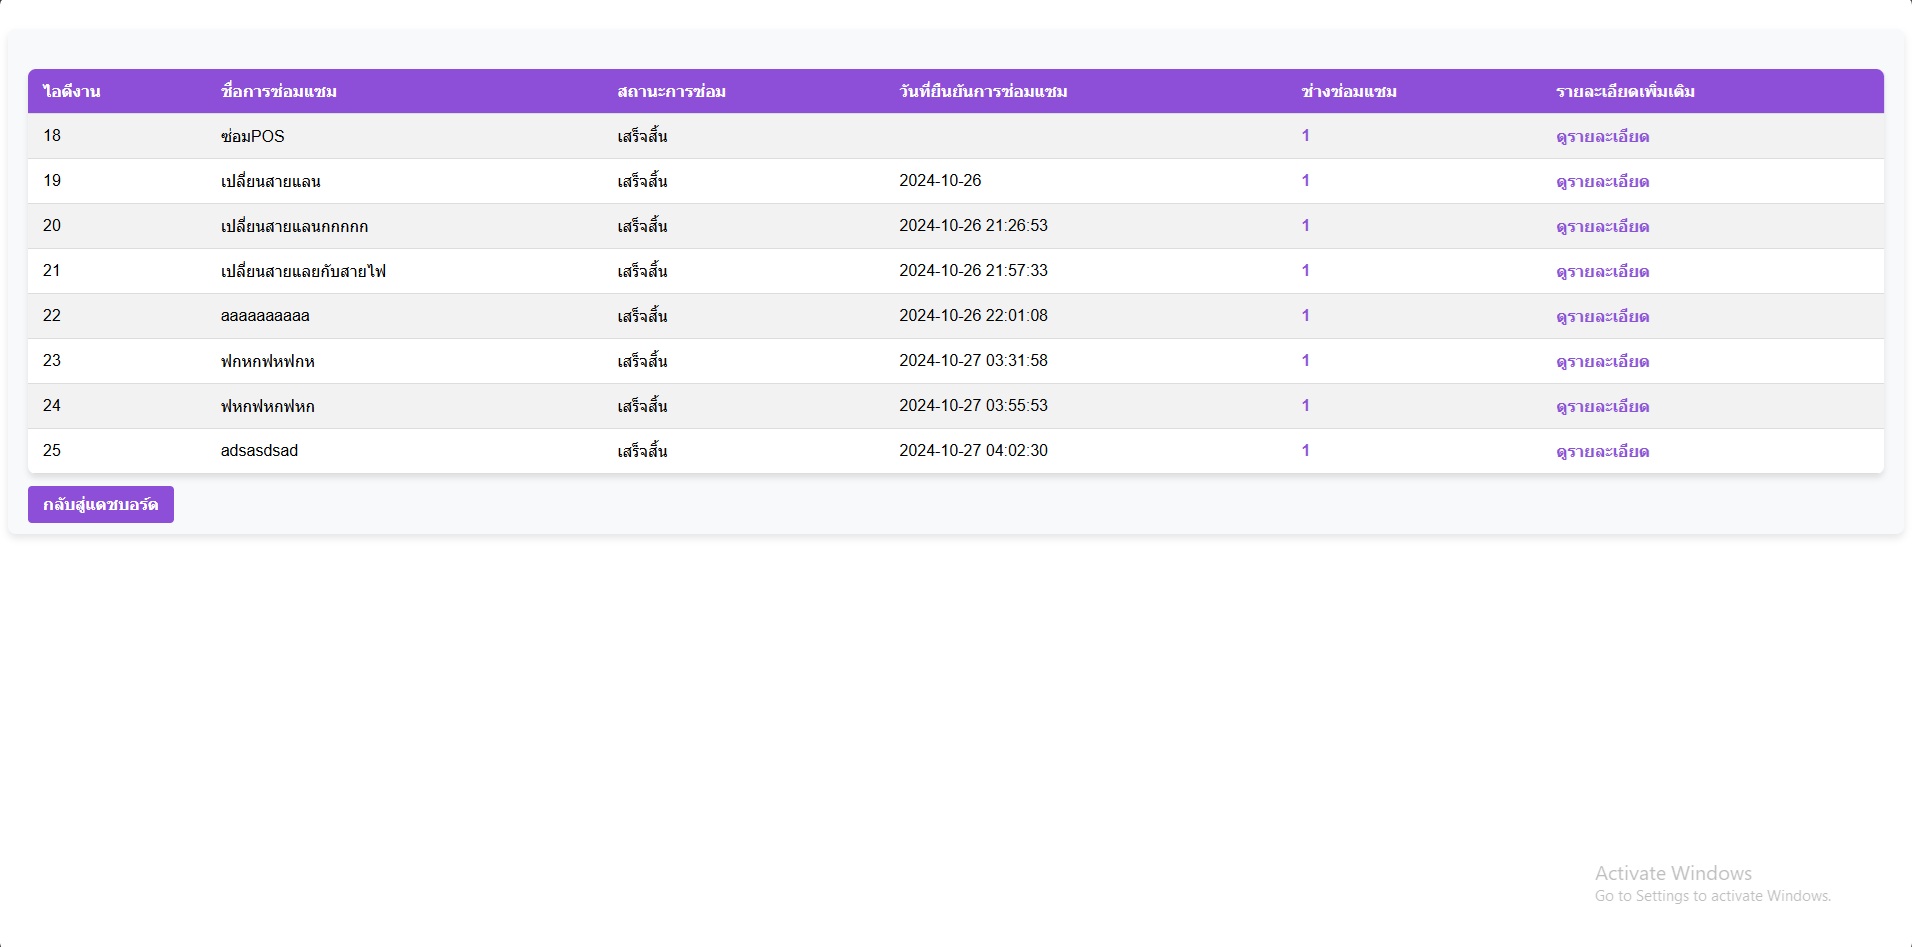 ไอดีงาน ชื่อการซ่อมแซม สถานะการซ่อม วันที่ยืนยันการซ่อมแซม ช่างซ่อมแซม รายละเอียดเพิ่มเติม
18 ซ่อมPOS เสร็จสิ้น 1 ดูรายละเอียด
19 เปลี่ยนสายแลน เสร็จสิ้น 2024-10-26 1 ดูรายละเอียด
20 เปลี่ยนสายแลนกกกกก เสร็จสิ้น 2024-10-26 21:26:53 1 ดูรายละเอียด
21 เปลี่ยนสายแลยกับสายไฟ เสร็จสิ้น 2024-10-26 21:57:33 1 ดูรายละเอียด
22 aaaaaaaaaa เสร็จสิ้น 2024-10-26 22:01:08 1 ดูรายละเอียด
23 ฟกหกฟหฟกห เสร็จสิ้น 2024-10-27 03:31:58 1 ดูรายละเอียด
24 ฟหกฟหกฟหก เสร็จสิ้น 2024-10-27 03:55:53 1 ดูรายละเอียด
25 adsasdsad เสร็จสิ้น 2024-10-27 04:02:30 1 ดูรายละเอียด
กลับสู่แดชบอร์ด
Activate Windows
Go to Settings to activate Windows.